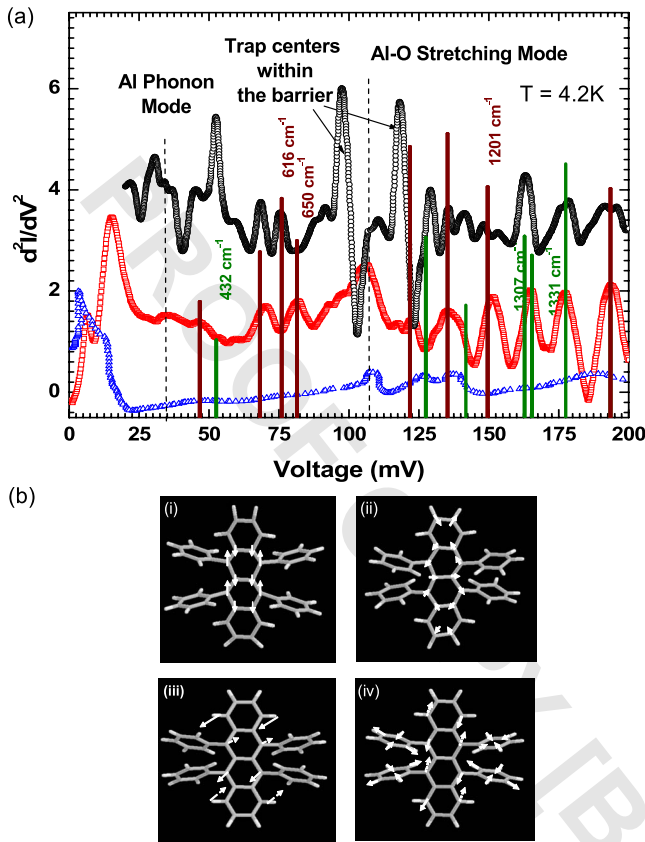 (a)
Trap centers
within
the barrier
Al-O Stretching Mode
Al Phonon
Mode
T = 4.2K
616 cm⁻¹
650 cm⁻¹
1201 cm⁻¹
432 cm⁻¹
1307 cm⁻¹
1331 cm⁻¹
d²I/dV²
6
4
2
0
0 25 50 75 100 125 150 175 200
Voltage (mV)
(b)
(i)
(ii)
(iii)
(iv)